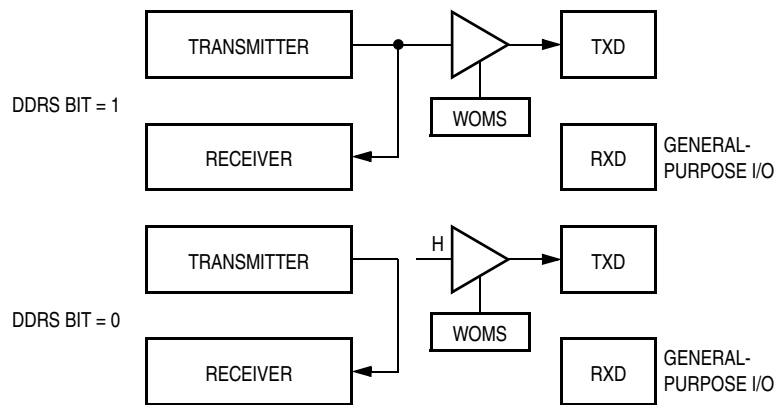 TRANSMITTER
TXD
DDRS BIT = 1
WOMS
RECEIVER
RXD
GENERAL-
PURPOSE I/O
TRANSMITTER
H
TXD
DDRS BIT = 0
WOMS
RECEIVER
RXD
GENERAL-
PURPOSE I/O